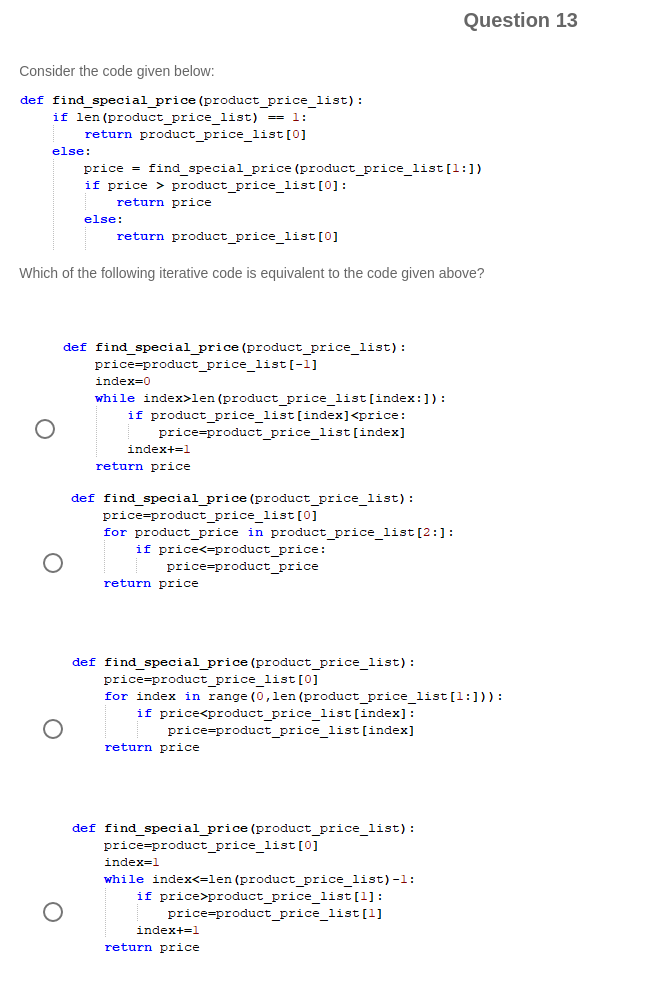 Question 13
Consider the code given below:
def find_special_price(product_price_list):
    if len(product_price_list) == 1:
        return product_price_list[0]
    else:
        price = find_special_price(product_price_list[1:])
        if price > product_price_list[0]:
            return price
        else:
            return product_price_list[0]
Which of the following iterative code is equivalent to the code given above?
def find_special_price(product_price_list):
    price=product_price_list[-1]
    index=0
    while index>len(product_price_list[index:]):
        if product_price_list[index]<price:
            price=product_price_list[index]
        index+=1
    return price
def find_special_price(product_price_list):
    price=product_price_list[0]
    for product_price in product_price_list[2:]:
        if price<=product_price:
            price=product_price
    return price
def find_special_price(product_price_list):
    price=product_price_list[0]
    for index in range(0,len(product_price_list[1:])):
        if price<product_price_list[index]:
            price=product_price_list[index]
    return price
def find_special_price(product_price_list):
    price=product_price_list[0]
    index=1
    while index<=len(product_price_list)-1:
        if price>product_price_list[1]:
            price=product_price_list[1]
        index+=1
    return price